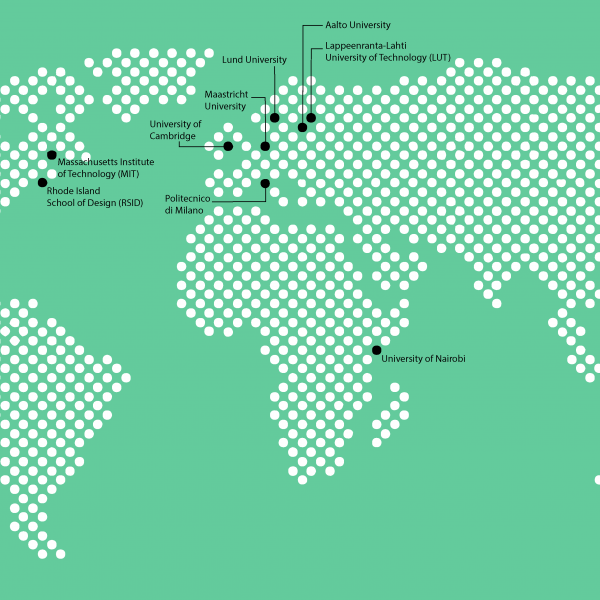 Aalto University
Lappeenranta-Lahti
University of Technology (LUT)
Lund University
Maastricht
University
University of
Cambridge
Massachusetts Institute
of Technology (MIT)
Rhode Island
School of Design (RSID)
Politecnico
di Milano
University of Nairobi